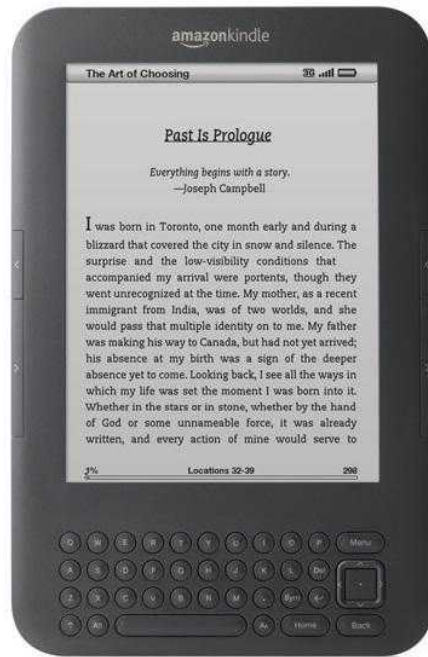 amazonkindle
The Art of Choosing 3G
Past Is Prologue
Everything begins with a story.
—Joseph Campbell
I was born in Toronto, one month early and during a
blizzard that covered the city in snow and silence. The
surprise and the low-visibility conditions that
accompanied my arrival were portents, though they
went unrecognized at the time. My mother, as a recent
immigrant from India, was of two worlds, and she
would pass that multiple identity on to me. My father
was making his way to Canada, but had not yet arrived;
his absence at my birth was a sign of the deeper
absence yet to come. Looking back, I see all the ways in
which my life was set the moment I was born into it.
Whether in the stars or in stone, whether by the hand
of God or some unnameable force, it was already
written, and every action of mine would serve to
1% Locations 32-39 298
Q W E R T Y U I O P Menu
A S D F G H J K L Del
Z X C V B N M . Sym
Alt Aa Home Back